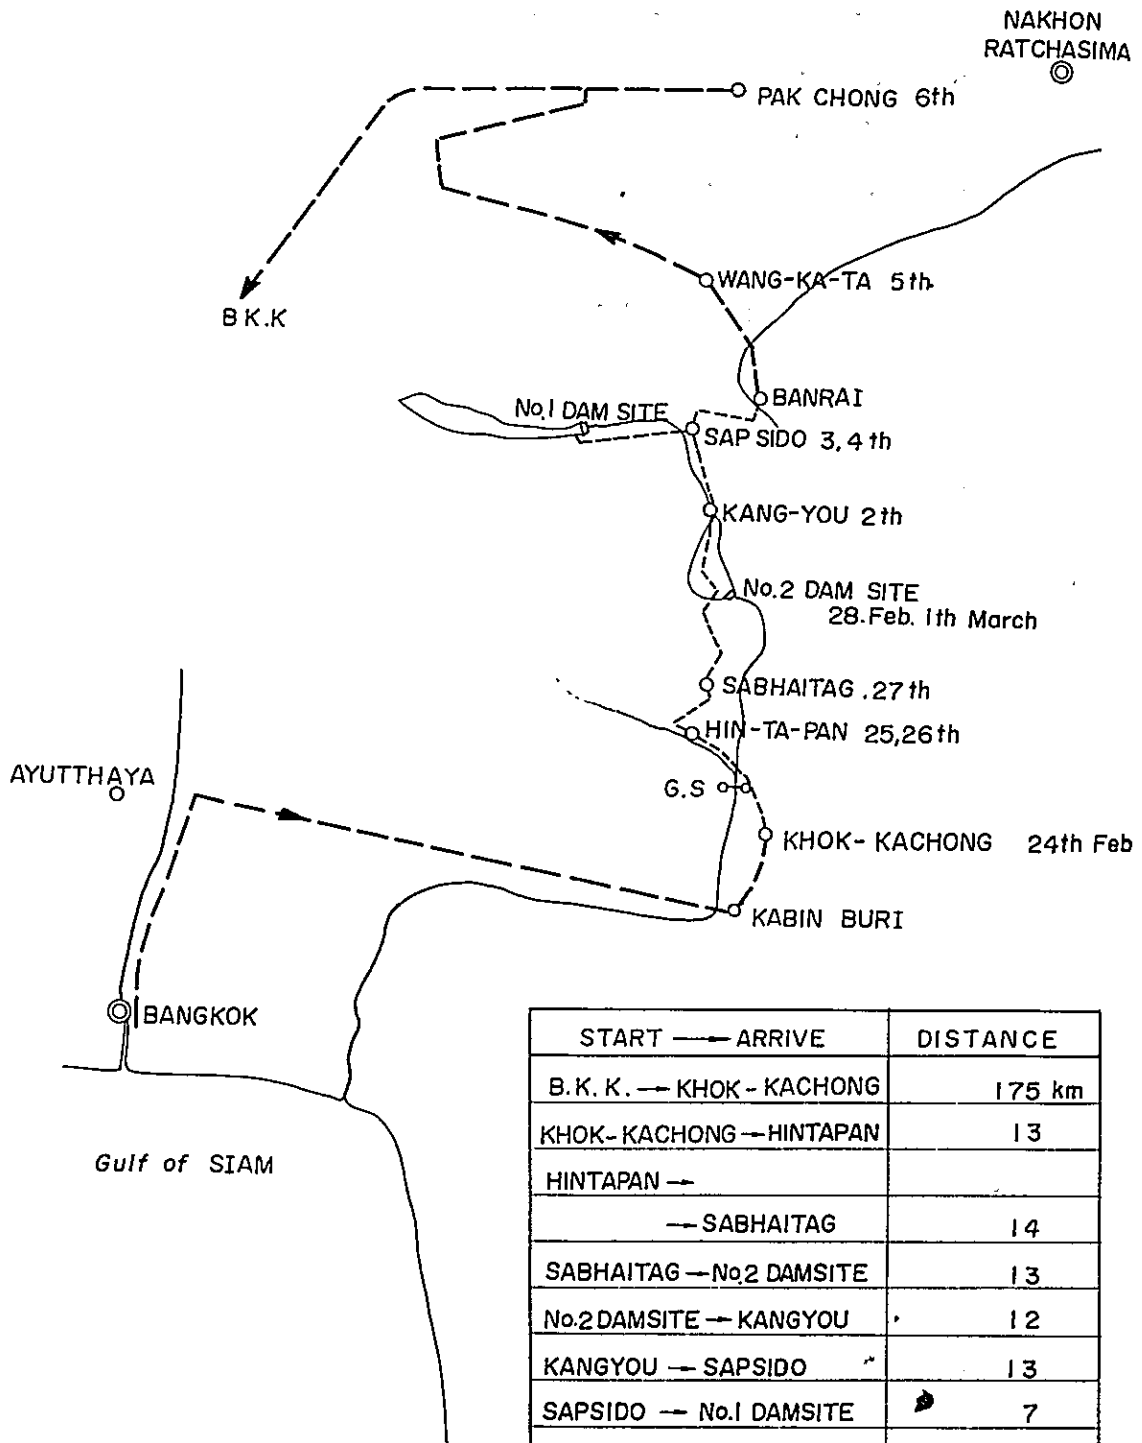 NAKHON
RATCHASIMA
PAK CHONG 6th
WANG-KA-TA 5th.
B K.K
BANRAI
No.1 DAM SITE
SAP SIDO 3,4th
KANG-YOU 2th
No.2 DAM SITE
28.Feb. 1th March
SABHAITAG .27th
HIN-TA-PAN 25,26th
AYUTTHAYA
G.S
KHOK-KACHONG 24th Feb
KABIN BURI
BANGKOK
Gulf of SIAM
START → ARRIVE DISTANCE
B.K.K. → KHOK-KACHONG 175 km
KHOK-KACHONG → HINTAPAN 13
HINTAPAN →
→ SABHAITAG 14
SABHAITAG → No.2 DAMSITE 13
No.2 DAMSITE → KANGYOU 12
KANGYOU → SAPSIDO 13
SAPSIDO → No.1 DAMSITE 7